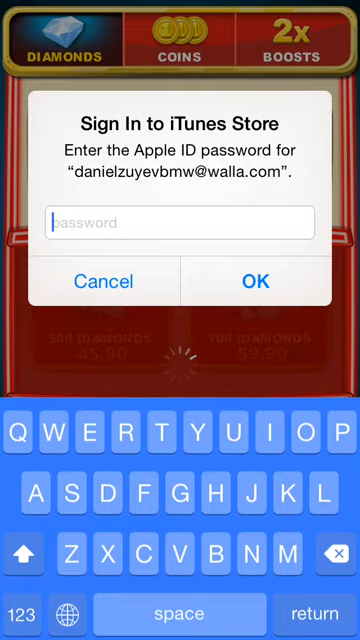 DIAMONDS
COINS
2x
BOOSTS
Sign In to iTunes Store
Enter the Apple ID password for
“danielzuyevbmw@walla.com”.
password
Cancel
OK
500 DIAMONDS
45.90
700 DIAMONDS
59.90
Q W E R T Y U I O P
A S D F G H J K L
Z X C V B N M
123
space
return